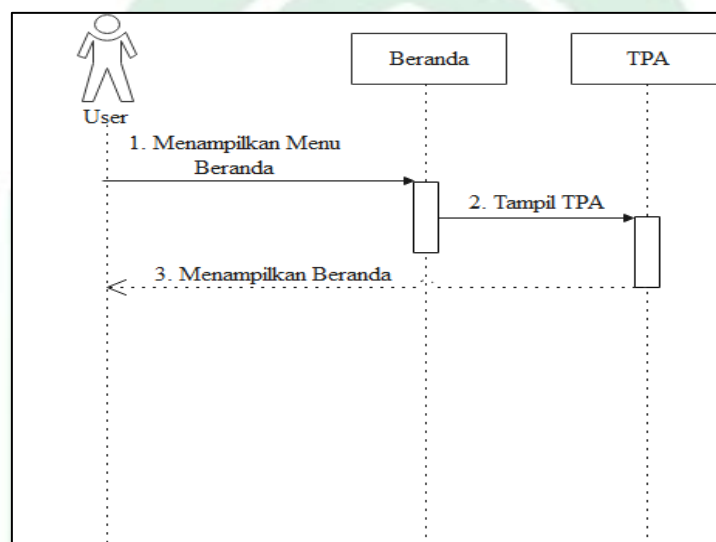 Beranda
TPA
User
1. Menampilkan Menu
Beranda
2. Tampil TPA
3. Menampilkan Beranda